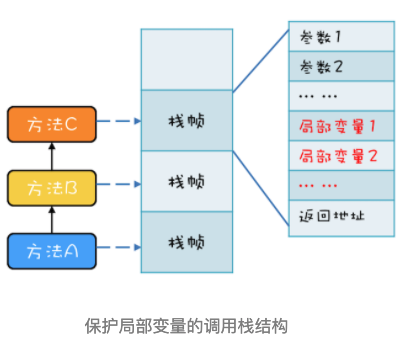 参数1
参数2
... ...
局部变量1
局部变量2
... ...
返回地址
方法C
栈帧
方法B
栈帧
方法A
栈帧
保护局部变量的调用栈结构